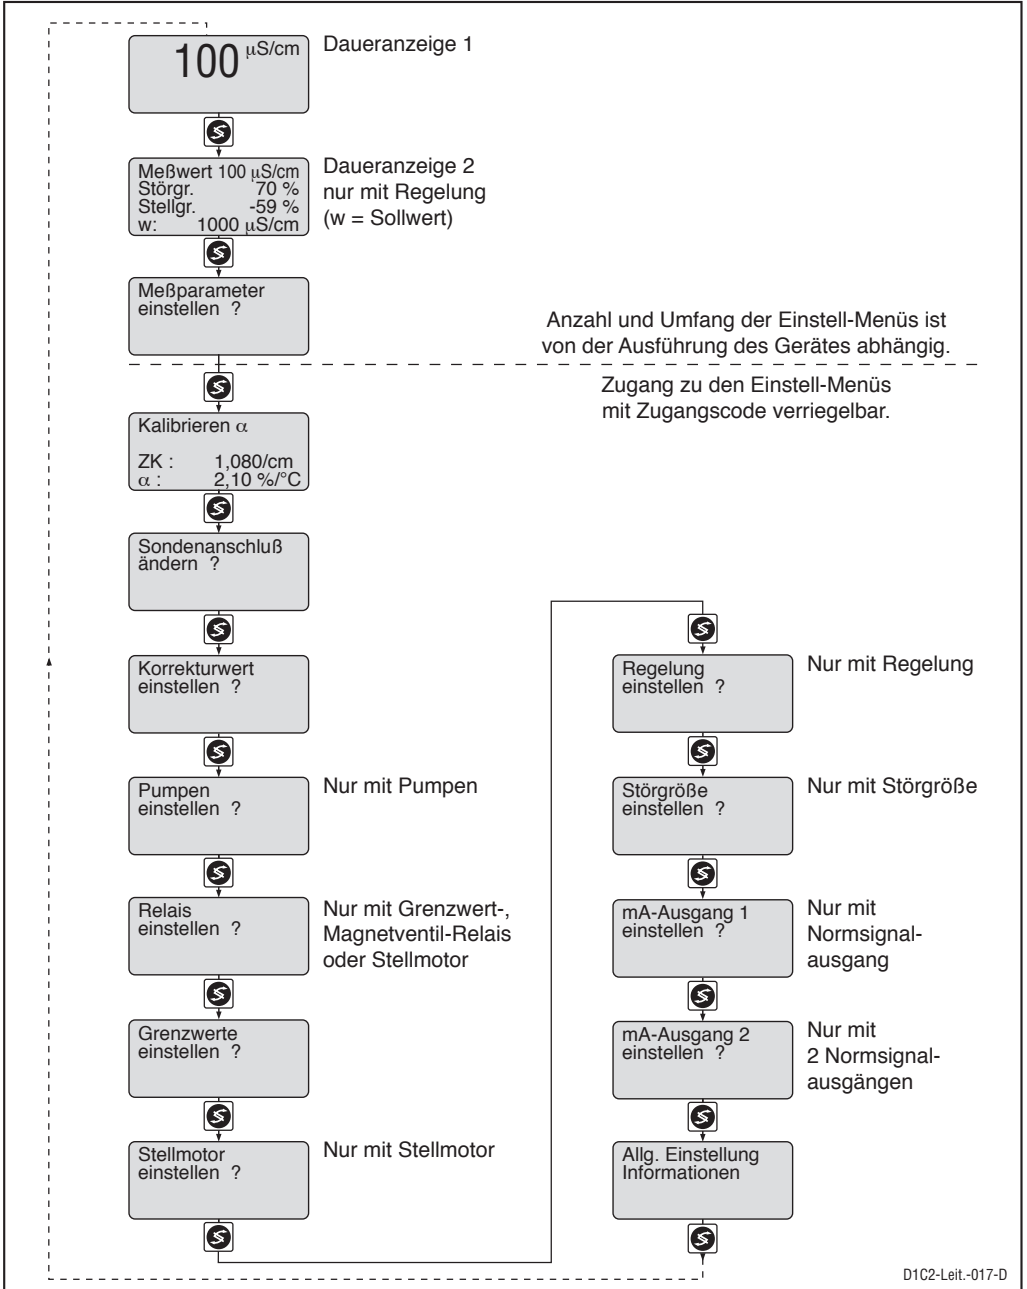 100 µS/cm
Daueranzeige 1
Meßwert 100 µS/cm
Störgr. 70 %
Stellgr. -59 %
w: 1000 µS/cm
Daueranzeige 2
nur mit Regelung
(w = Sollwert)
Meßparameter
einstellen ?
Anzahl und Umfang der Einstell-Menüs ist
von der Ausführung des Gerätes abhängig.
Zugang zu den Einstell-Menüs
mit Zugangscode verriegelbar.
Kalibrieren α
ZK : 1,080/cm
α : 2,10 %/°C
Sondenanschluß
ändern ?
Korrekturwert
einstellen ?
Pumpen
einstellen ?
Nur mit Pumpen
Relais
einstellen ?
Nur mit Grenzwert-,
Magnetventil-Relais
oder Stellmotor
Grenzwerte
einstellen ?
Stellmotor
einstellen ?
Nur mit Stellmotor
Regelung
einstellen ?
Nur mit Regelung
Störgröße
einstellen ?
Nur mit Störgröße
mA-Ausgang 1
einstellen ?
Nur mit
Normsignal-
ausgang
mA-Ausgang 2
einstellen ?
Nur mit
2 Normsignal-
ausgängen
Allg. Einstellung
Informationen
D1C2-Leit.-017-D